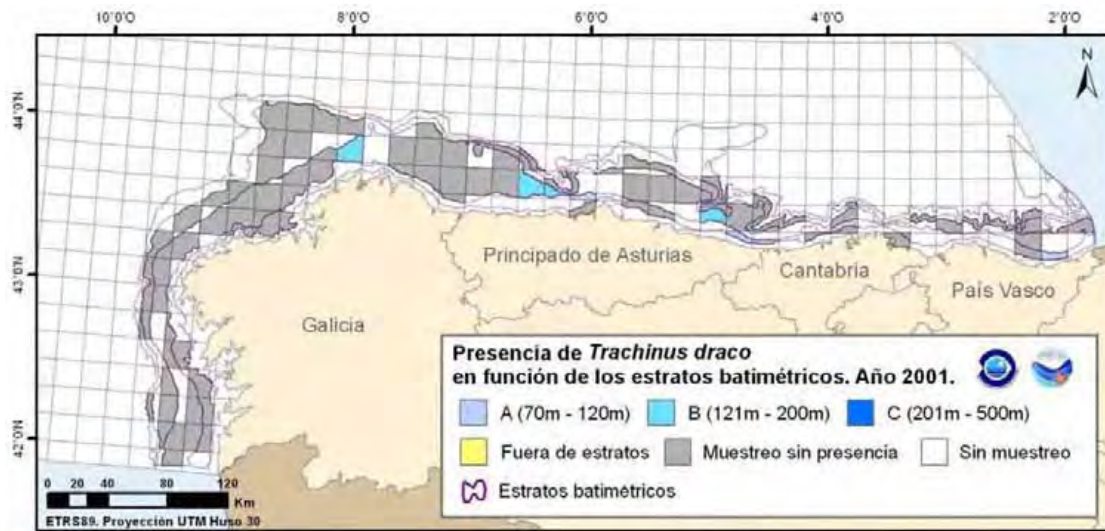 10°0'O 8°0'O 6°0'O 4°0'O 2°0'O
N
44°0'N
43°0'N
42°0'N
Principado de Asturias
Cantabria
País Vasco
Galicia
Presencia de Trachinus draco
en función de los estratos batimétricos. Año 2001.
A (70m - 120m) B (121m - 200m) C (201m - 500m)
Fuera de estratos Muestreo sin presencia Sin muestreo
Estratos batimétricos
0 20 40 80 120
Km
ETRS89. Proyección UTM Huso 30